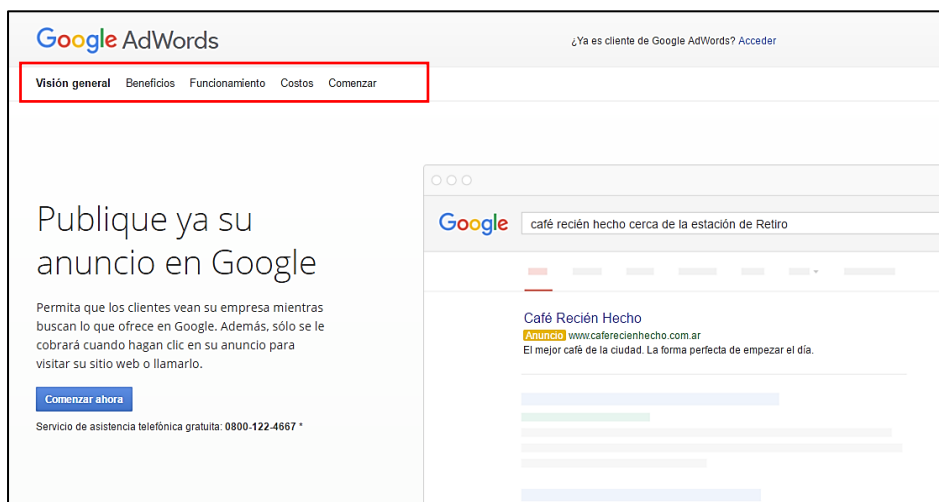 Google AdWords
¿Ya es cliente de Google AdWords? Acceder
Visión general Beneficios Funcionamiento Costos Comenzar
Publique ya su
anuncio en Google
Permita que los clientes vean su empresa mientras
buscan lo que ofrece en Google. Además, sólo se le
cobrará cuando hagan clic en su anuncio para
visitar su sitio web o llamarlo.
Comenzar ahora
Servicio de asistencia telefónica gratuita: 0800-122-4667 *
Google café recién hecho cerca de la estación de Retiro
Café Recién Hecho
Anuncio www.caferecienhecho.com.ar
El mejor café de la ciudad. La forma perfecta de empezar el día.